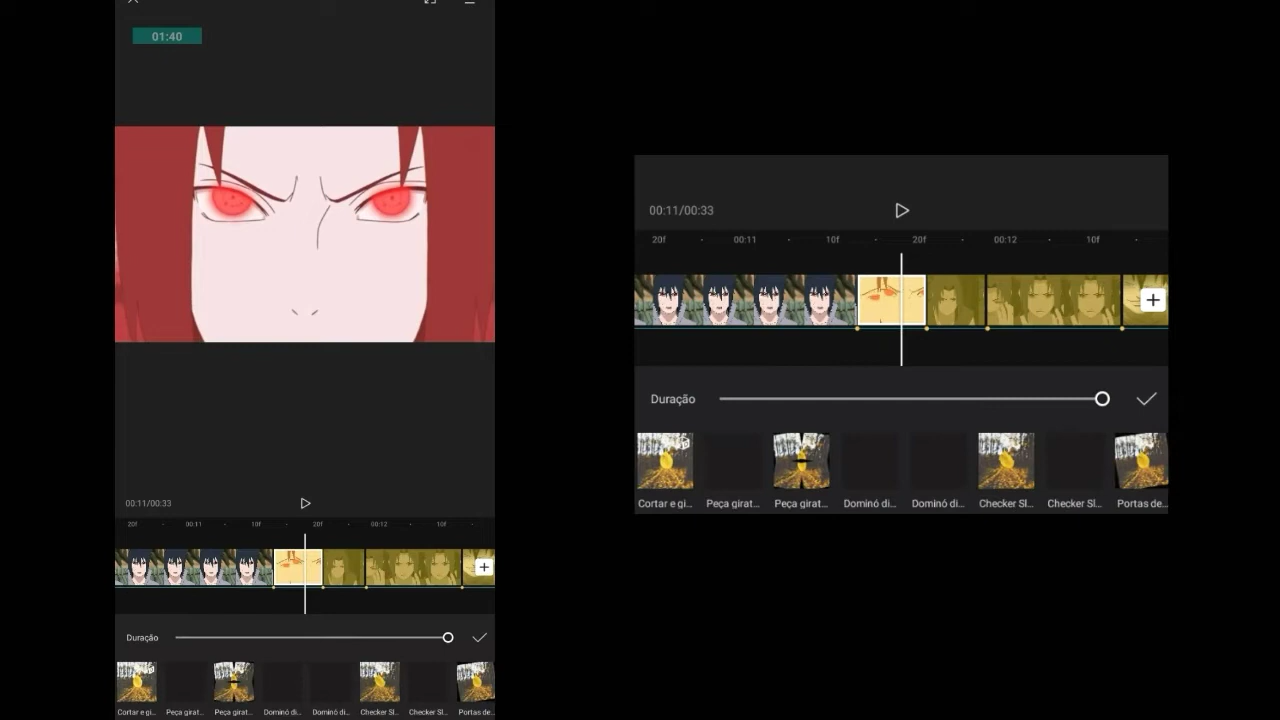 01:40
00:11/00:33
20f 00:11 10f 20f 00:12 10f
Duração
Cortar e gi... Peça girat... Peça girat... Dominó di... Dominó di... Checker Sl... Checker Sl... Portas de
00:11/00:33
20f 00:11 10f 20f 00:12 10f
Duração
Cortar e gi... Peça girat... Peça girat... Dominó di... Dominó di... Checker Sl... Checker Sl... Portas de